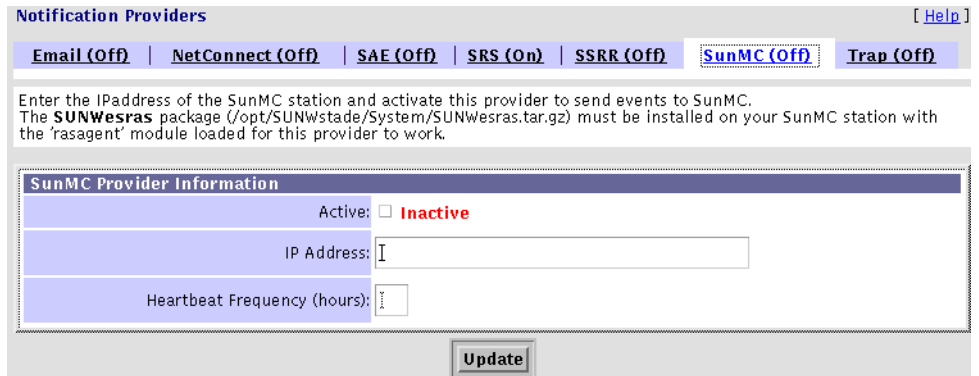 Notification Providers [ Help ]
Email (Off) | NetConnect (Off) | SAE (Off) | SRS (On) | SSRR (Off) SunMC (Off) Trap (Off)
Enter the IPaddress of the SunMC station and activate this provider to send events to SunMC.
The SUNWesras package (/opt/SUNWstade/System/SUNWesras.tar.gz) must be installed on your SunMC station with
the 'rasagent' module loaded for this provider to work.
SunMC Provider Information
Active: Inactive
IP Address:
Heartbeat Frequency (hours):
Update